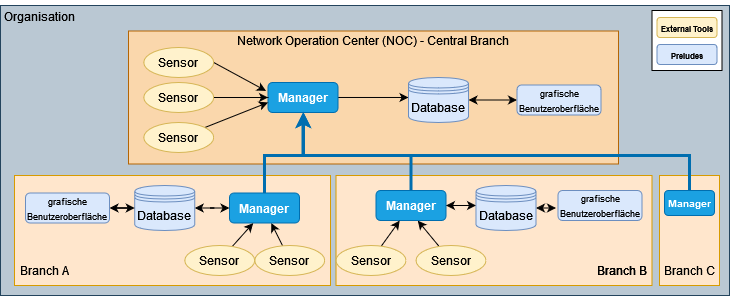 Organisation
External Tools
Preludes
Network Operation Center (NOC) - Central Branch
Sensor
Sensor
Sensor
Manager
Database
grafische
Benutzeroberfläche
grafische
Benutzeroberfläche
Database
Manager
Sensor
Sensor
Branch A
Manager
Database
grafische
Benutzeroberfläche
Sensor
Sensor
Branch B
Manager
Branch C